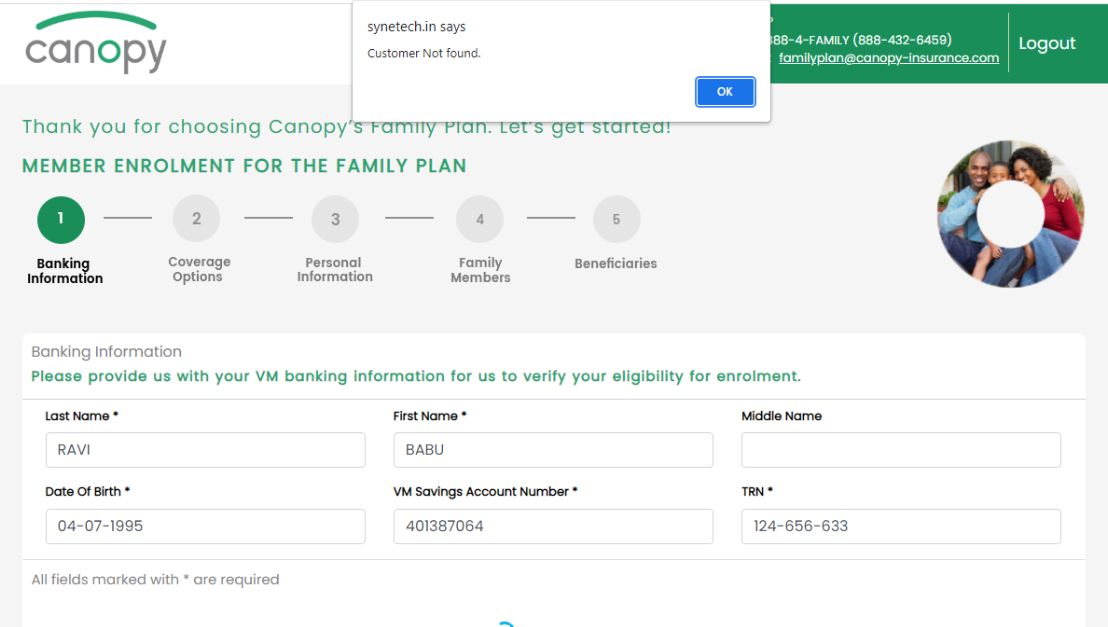 canopy
synetech.in says
Customer Not found.
OK
88-4-FAMILY (888-432-6459)
familyplan@canopy-insurance.com
Logout
Thank you for choosing Canopy's Family Plan. Let's get started!
MEMBER ENROLMENT FOR THE FAMILY PLAN
1
2
3
4
5
Banking
Information
Coverage
Options
Personal
Information
Family
Members
Beneficiaries
Banking Information
Please provide us with your VM banking information for us to verify your eligibility for enrolment.
Last Name *
First Name *
Middle Name
RAVI
BABU
Date Of Birth *
VM Savings Account Number *
TRN *
04-07-1995
401387064
124-656-633
All fields marked with * are required